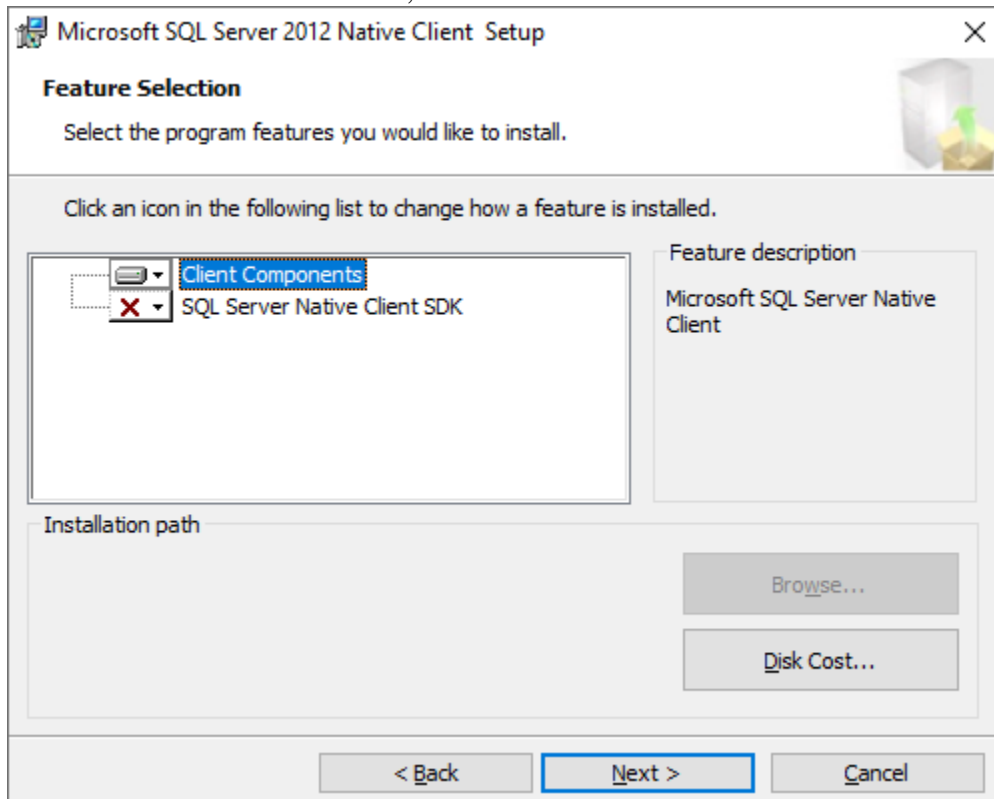 Microsoft SQL Server 2012 Native Client Setup
Feature Selection
Select the program features you would like to install.
Click an icon in the following list to change how a feature is installed.
Client Components
SQL Server Native Client SDK
Feature description
Microsoft SQL Server Native
Client
Installation path
Browse...
Disk Cost...
< Back
Next >
Cancel